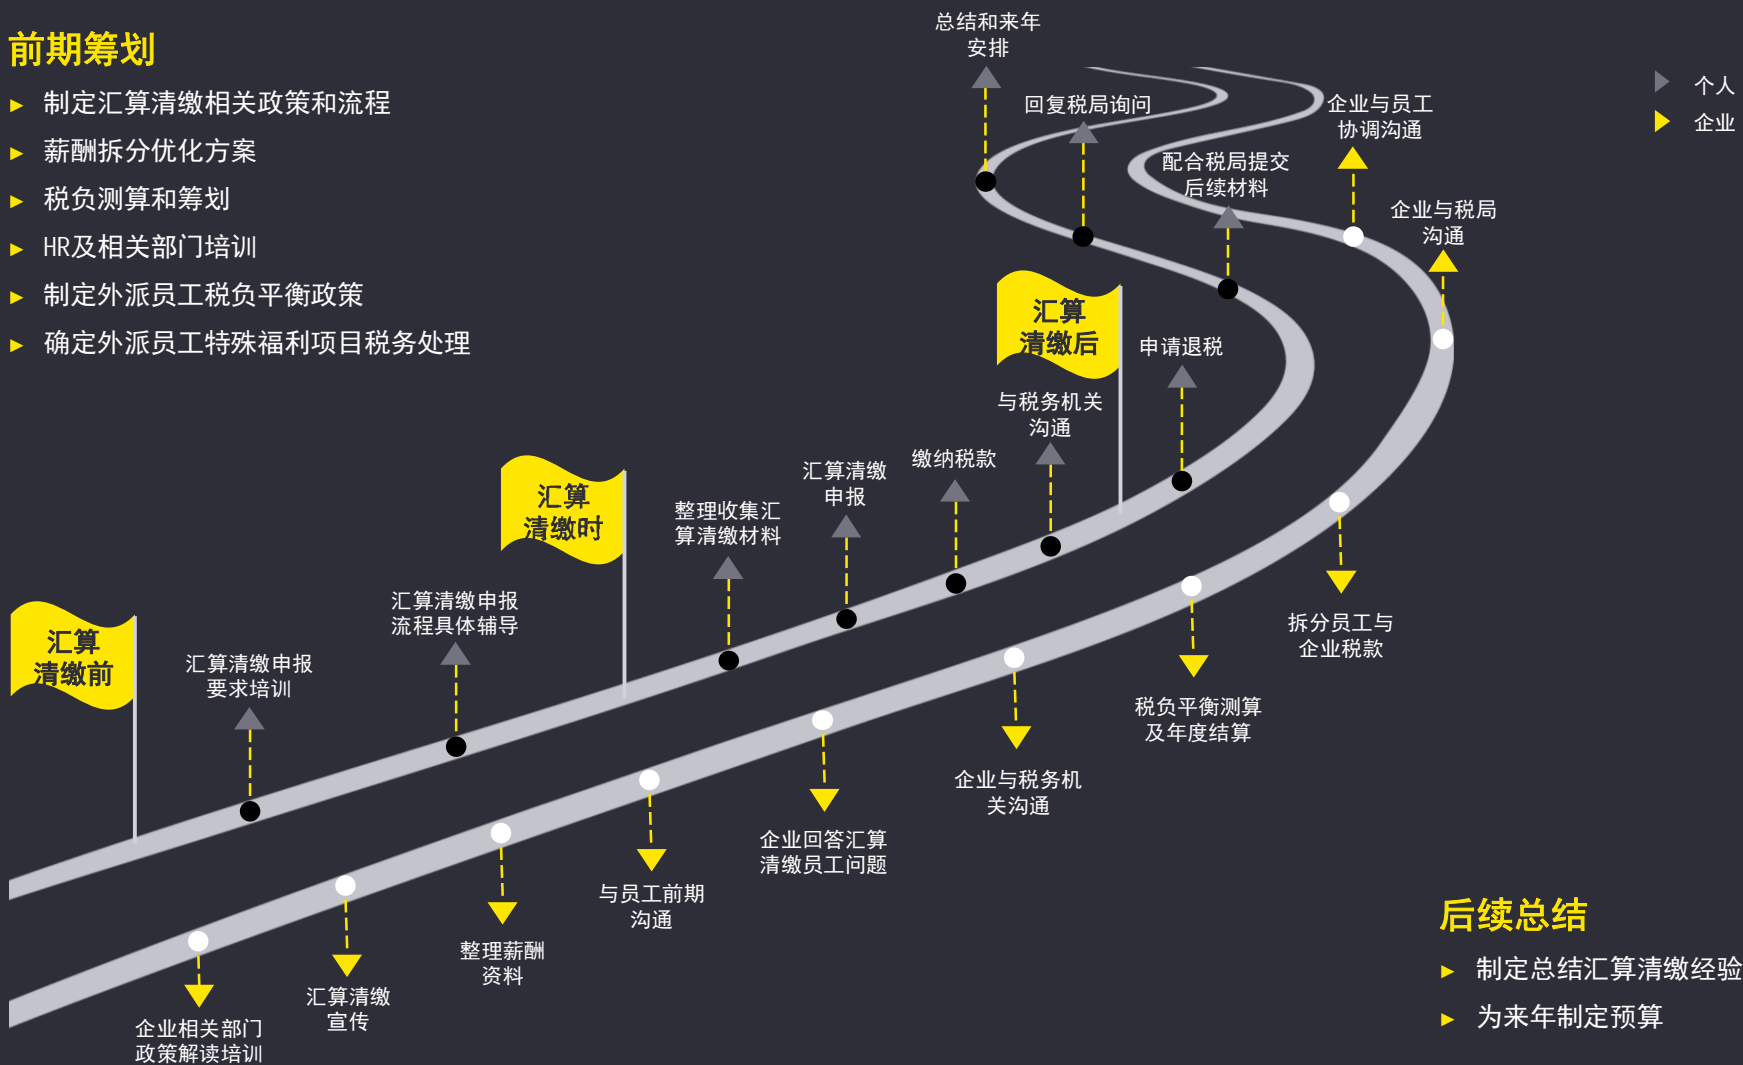 前期筹划
► 制定汇算清缴相关政策和流程
► 薪酬拆分优化方案
► 税负测算和筹划
► HR及相关部门培训
► 制定外派员工税负平衡政策
► 确定外派员工特殊福利项目税务处理
个人
企业
总结和来年
安排
回复税局询问
配合税局提交
后续材料
企业与员工
协调沟通
企业与税局
沟通
汇算
清缴后
申请退税
与税务机关
沟通
缴纳税款
汇算清缴
申报
整理收集汇
算清缴材料
汇算
清缴时
汇算清缴申报
流程具体辅导
汇算
清缴前
汇算清缴申报
要求培训
拆分员工与
企业税款
税负平衡测算
及年度结算
企业与税务机
关沟通
企业回答汇算
清缴员工问题
与员工前期
沟通
整理薪酬
资料
汇算清缴
宣传
企业相关部门
政策解读培训
后续总结
► 制定总结汇算清缴经验
► 为来年制定预算